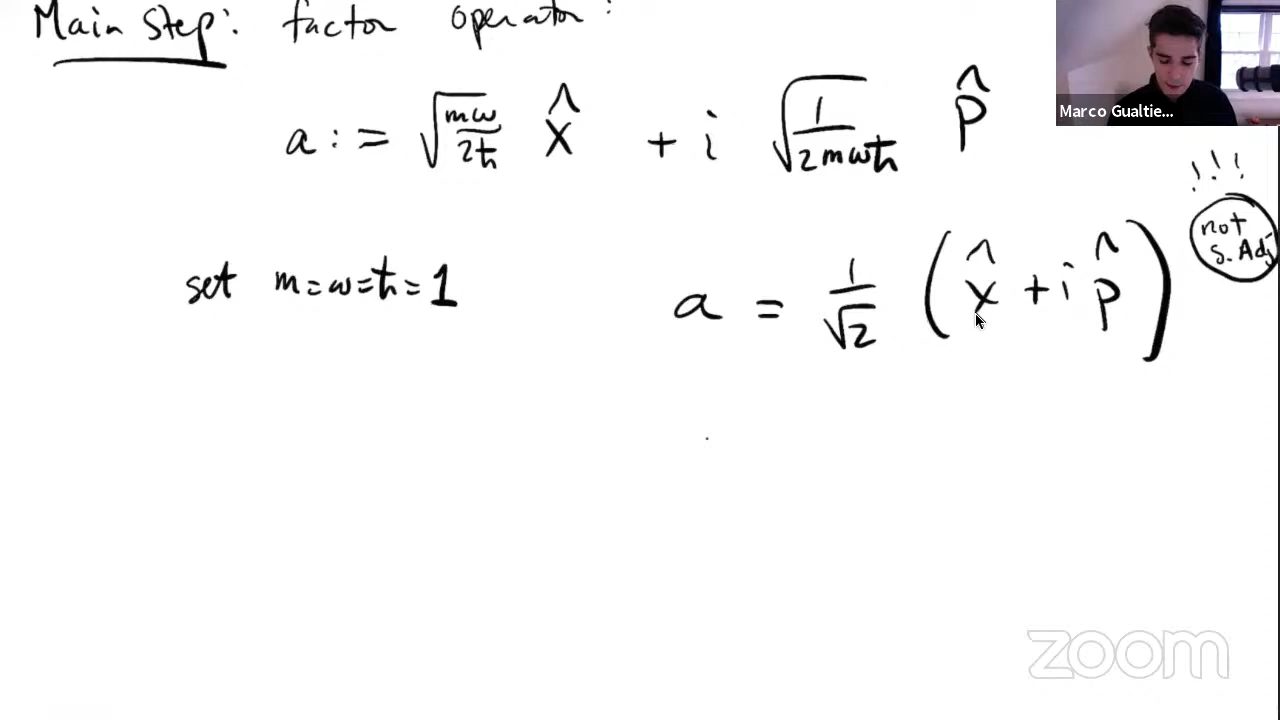 Main Step: factor operator:
Marco Gualtie...
a := √(mω/2ħ) x̂ + i √(1/2mωħ) p̂
!!!
not
S. Adj
set m=ω=ħ=1
a = 1/√2 (x̂ + i p̂)
zoom